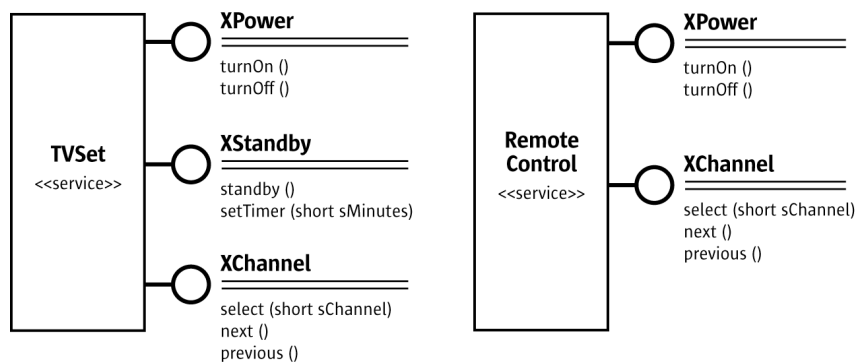 TVSet
<<service>>
XPower
turnOn ()
turnOff ()
XStandby
standby ()
setTimer (short sMinutes)
XChannel
select (short sChannel)
next ()
previous ()
Remote
Control
<<service>>
XPower
turnOn ()
turnOff ()
XChannel
select (short sChannel)
next ()
previous ()